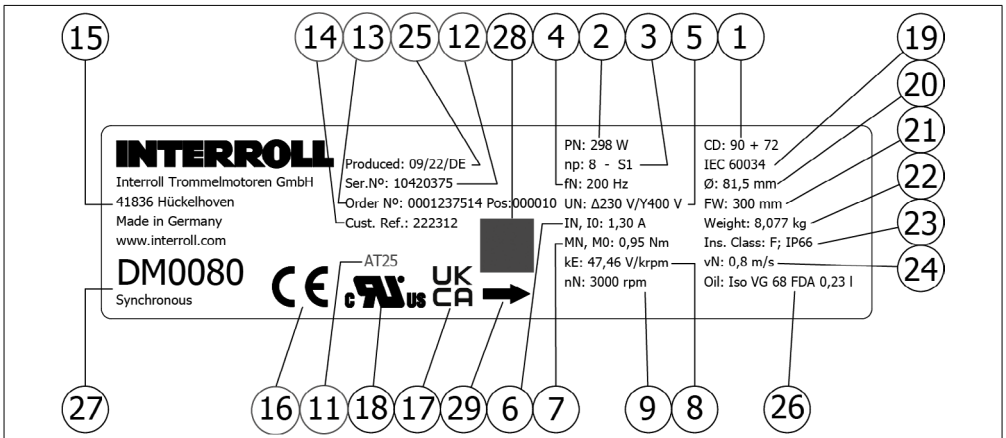 15 14 13 25 12 28 4 2 3 5 1 19
20
21
22
23
24
INTERROLL
Interroll Trommelmotoren GmbH
41836 Hückelhoven
Made in Germany
www.interroll.com
DM0080
Synchronous
Produced: 09/22/DE
Ser.Nº: 10420375
Order Nº: 0001237514 Pos:000010
Cust. Ref.: 222312
AT25
CE
c RU us
UK
CA
PN: 298 W
np: 8 - S1
fN: 200 Hz
UN: Δ230 V/Y400 V
IN, I0: 1,30 A
MN, M0: 0,95 Nm
kE: 47,46 V/krpm
nN: 3000 rpm
CD: 90 + 72
IEC 60034
Ø: 81,5 mm
FW: 300 mm
Weight: 8,077 kg
Ins. Class: F; IP66
vN: 0,8 m/s
Oil: Iso VG 68 FDA 0,23 l
27 16 11 18 17 29 6 7 9 8 26